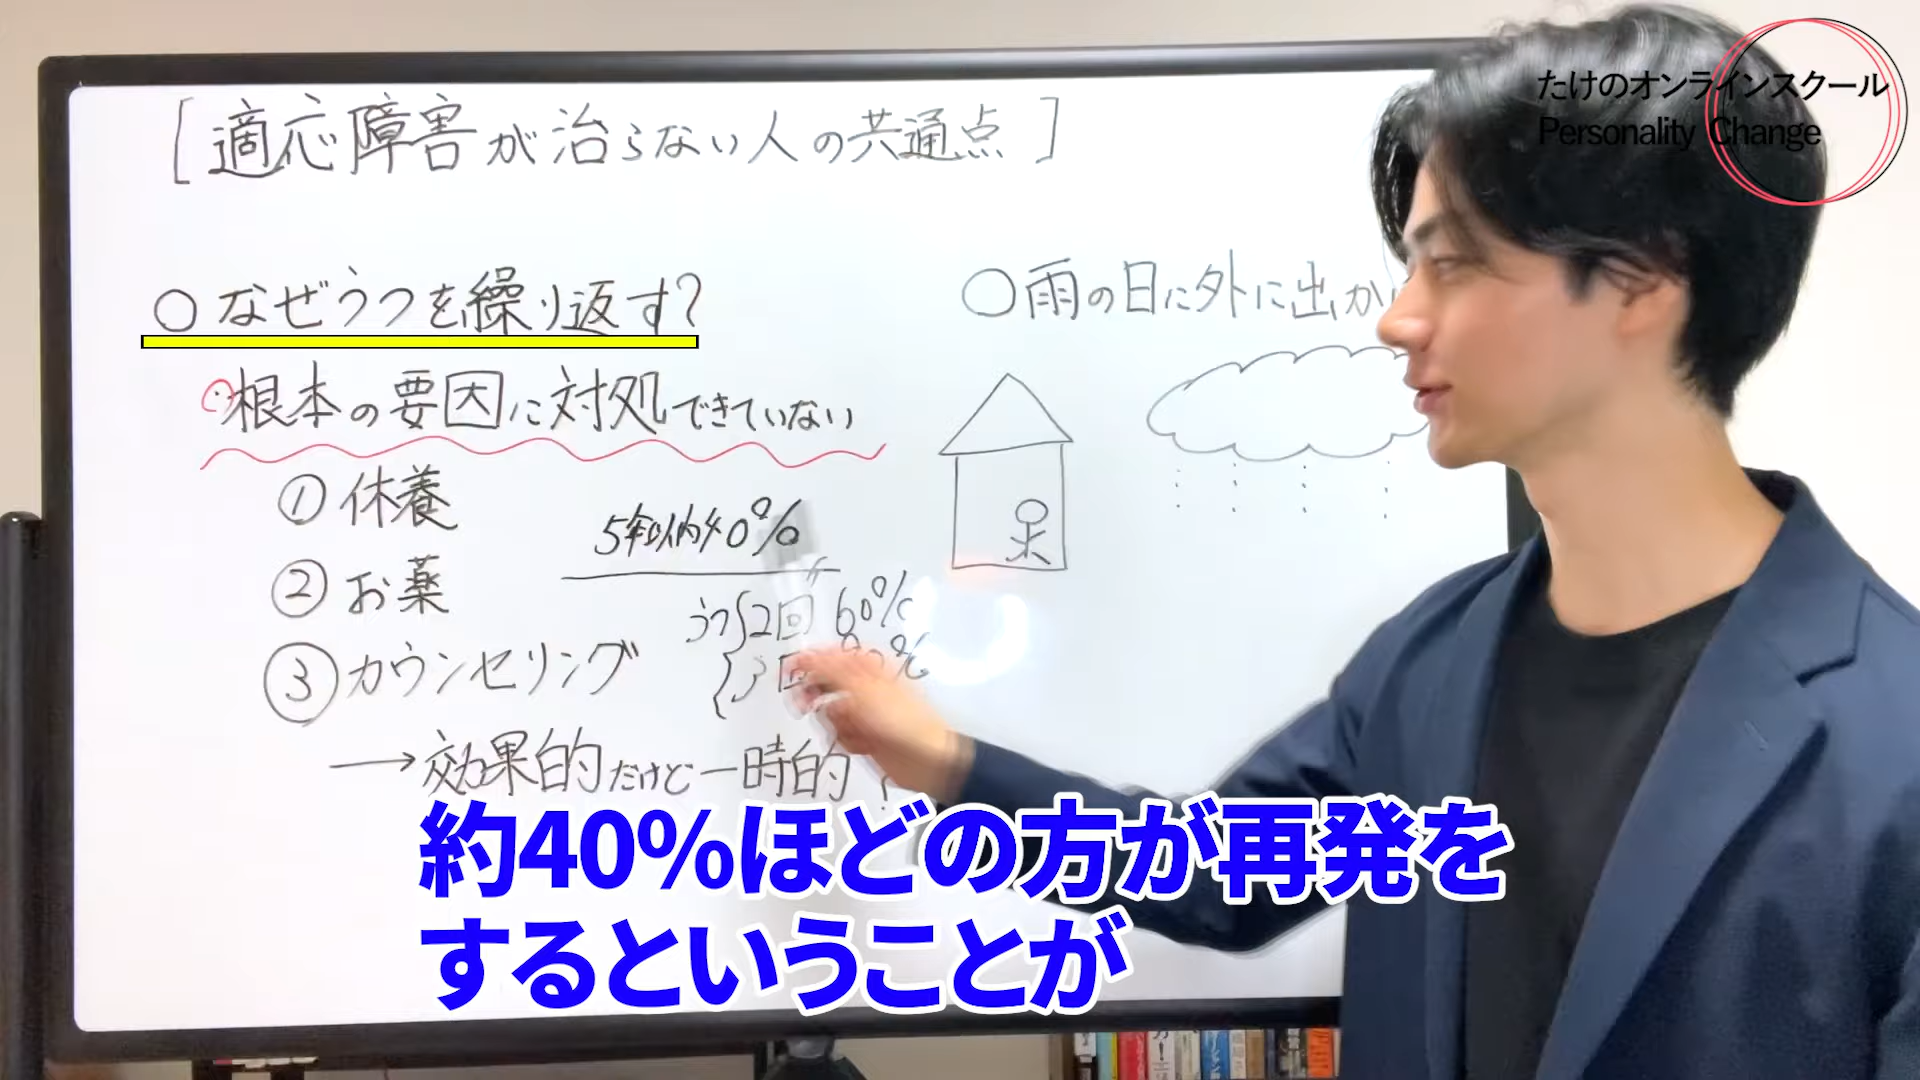 たけのオンラインスクール
Personality Change
[適応障害が治らない人の共通点]
○なぜうつを繰り返す?
・根本の要因に対処できていない
①休養
②お薬
③カウンセリング
→効果的だけど一時的
5年以内40%
うつ 2回 60%
3回
○雨の日に外に出か
約40%ほどの方が再発を
するということが